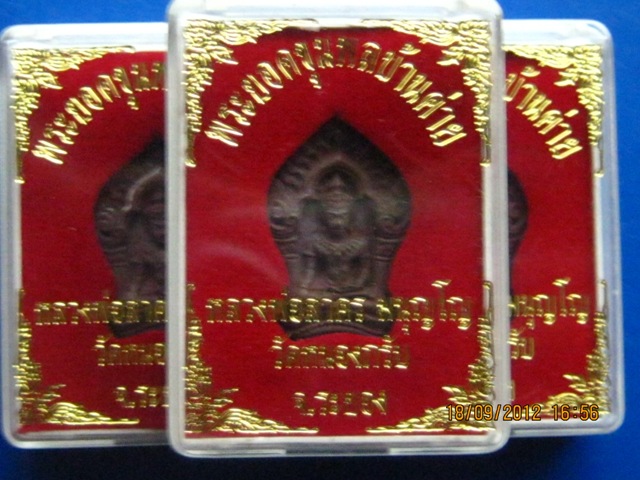 พระยอดขุนพลบ้านค่าย
หลวงพ่อสาคร มนุญโญ
วัดหนองกรับ
จ.ระยอง
18/09/2012 16:56